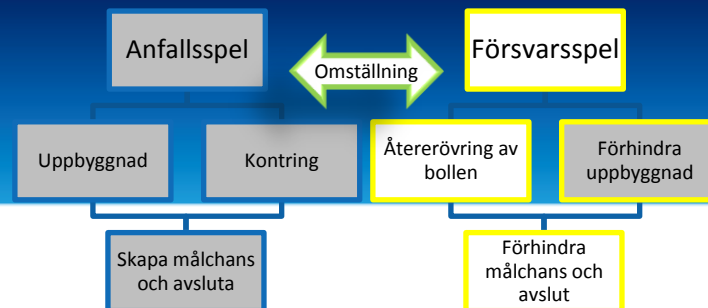 Anfallsspel
Omställning
Försvarsspel
Uppbyggnad
Kontring
Återerövring av
bollen
Förhindra
uppbyggnad
Skapa målchans
och avsluta
Förhindra
målchans och
avslut